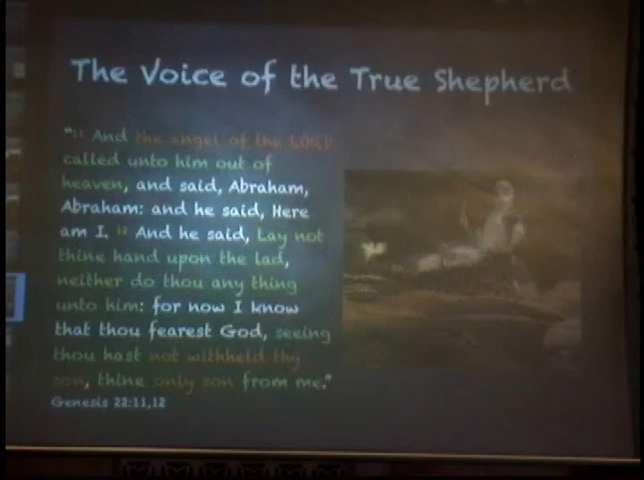 The Voice of the True Shepherd
"11 And the angel of the LORD
called unto him out of
heaven, and said, Abraham,
Abraham: and he said, Here
am I. 12 And he said, Lay not
thine hand upon the lad,
neither do thou any thing
unto him: for now I know
that thou fearest God, seeing
thou hast not withheld thy
son, thine only son from me."
Genesis 22:11,12